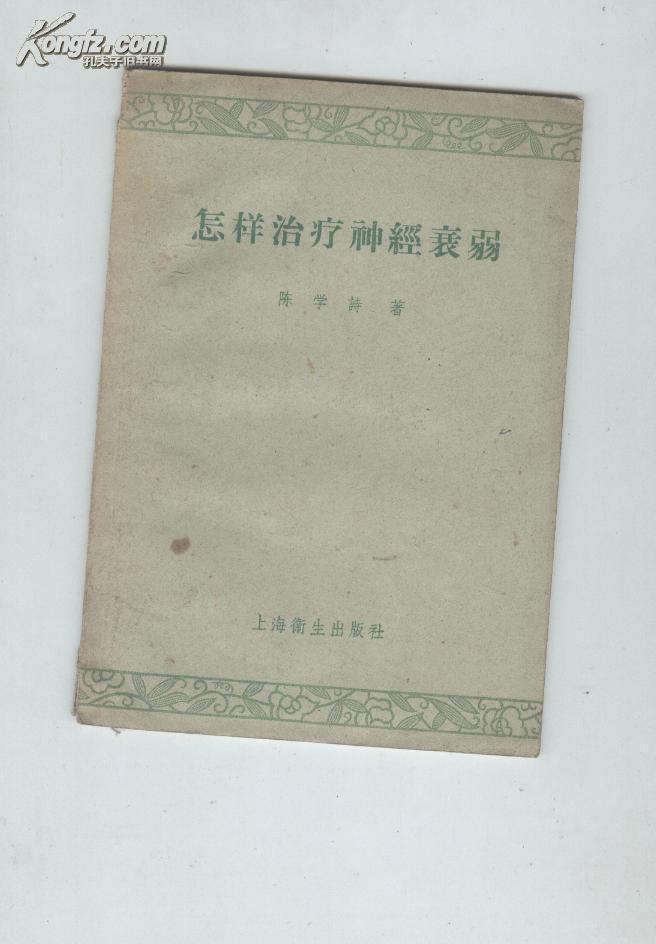 Kongfz.com
孔夫子旧书网
怎样治疗神經衰弱
陈学詩 著
上海衛生出版社